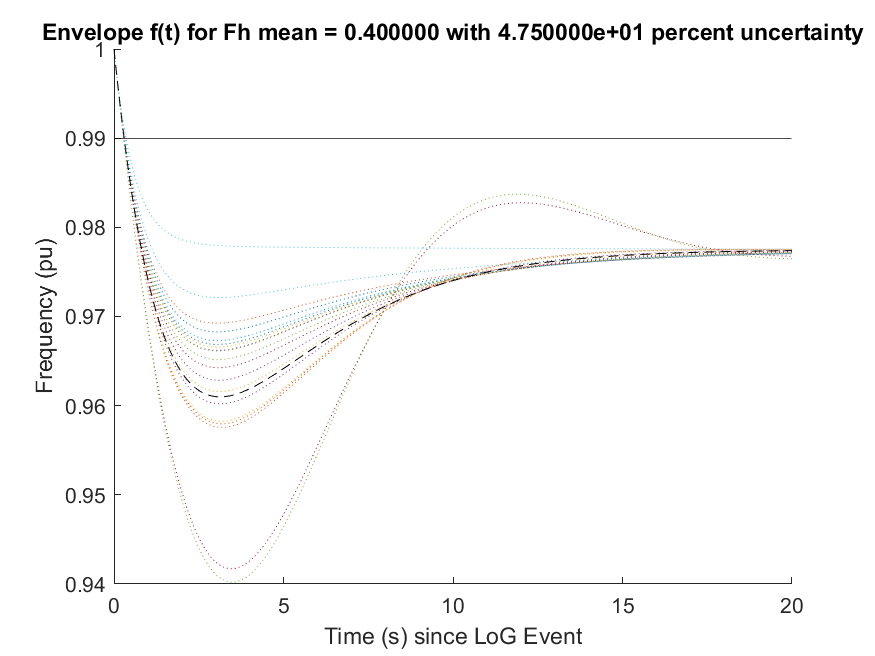 Envelope f(t) for Fh mean = 0.400000 with 4.750000e+01 percent uncertainty
1
0.99
0.98
0.97
0.96
0.95
0.94
Frequency (pu)
0 5 10 15 20
Time (s) since LoG Event